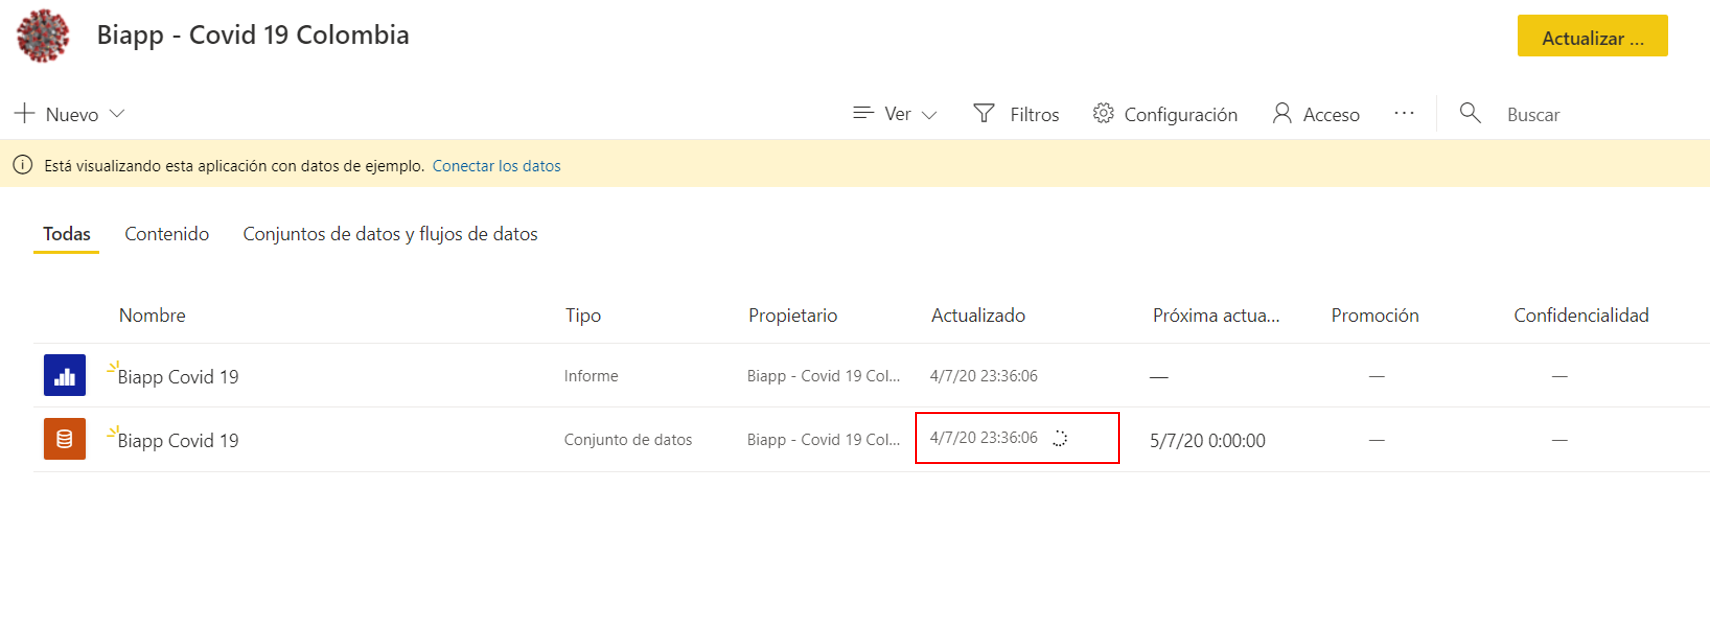 Biapp - Covid 19 Colombia
Actualizar ...
Nuevo
Ver
Filtros
Configuración
Acceso
...
Buscar
Está visualizando esta aplicación con datos de ejemplo. Conectar los datos
Todas
Contenido
Conjuntos de datos y flujos de datos
Nombre Tipo Propietario Actualizado Próxima actua... Promoción Confidencialidad
Biapp Covid 19 Informe Biapp - Covid 19 Col... 4/7/20 23:36:06 — — —
Biapp Covid 19 Conjunto de datos Biapp - Covid 19 Col... 4/7/20 23:36:06 5/7/20 0:00:00 — —